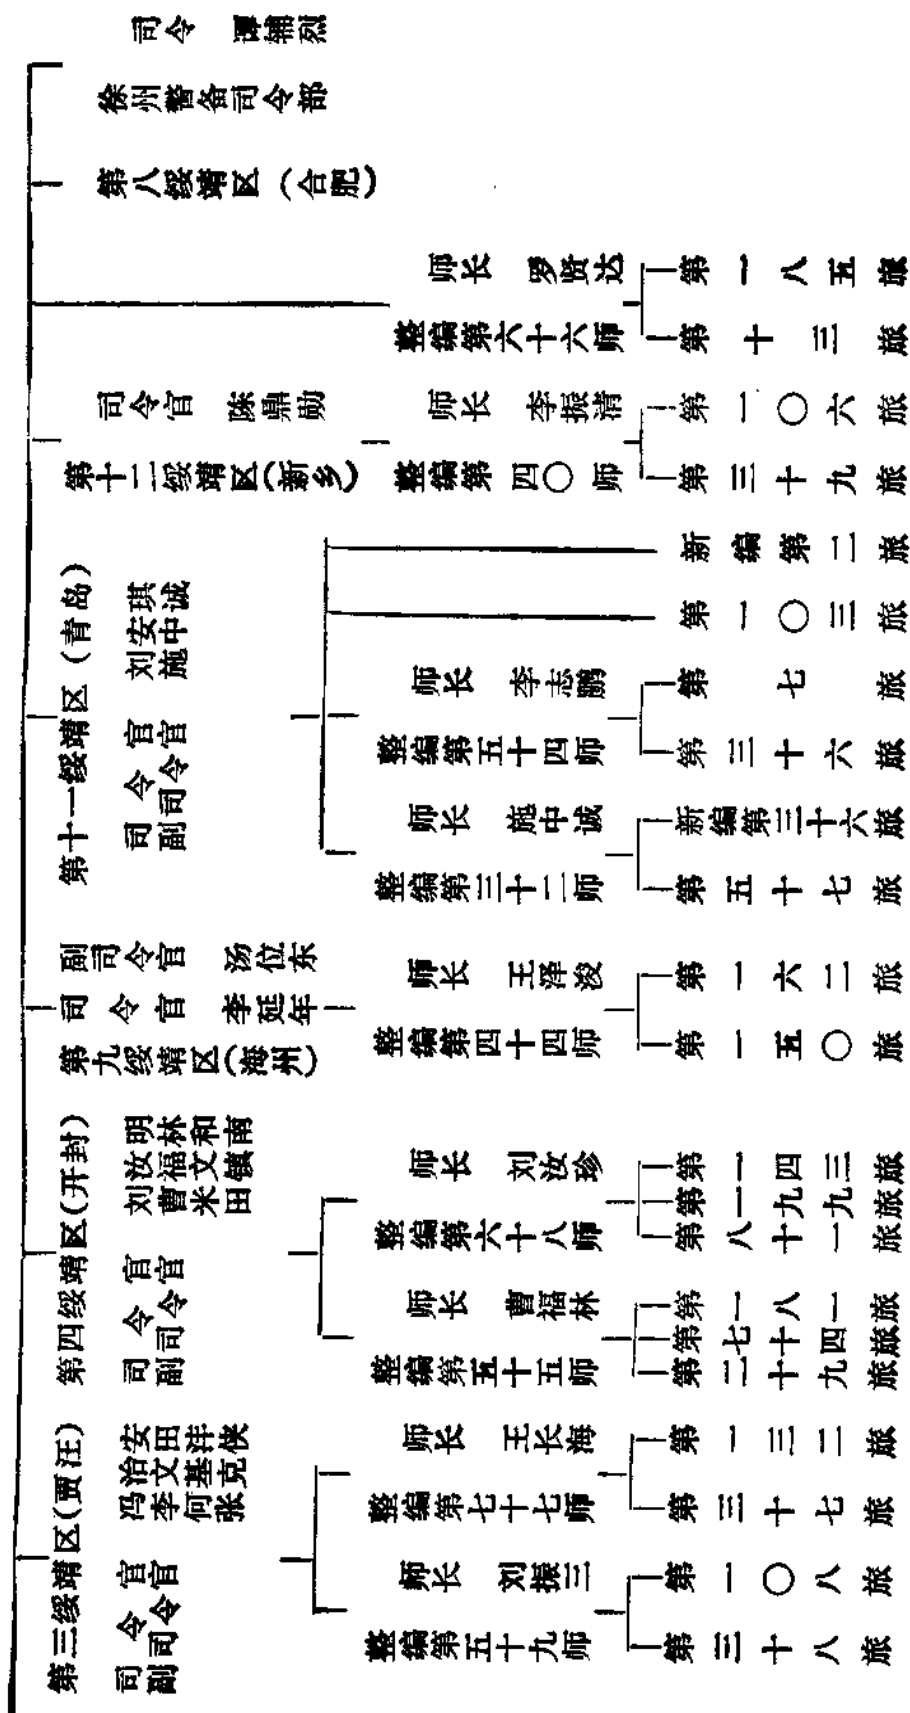 第三绥靖区(贾汪)
司令官 冯治安
副司令官 李文田
何基沣
张克侠
整编第五十九师
师长 刘振三
第三十八旅
第一〇八旅
整编第七十七师
师长 王长海
第三十七旅
第一三二旅
第四绥靖区(开封)
司令官 刘汝明
副司令官 曹福林
米文和
田镇南
整编第五十五师
师长 曹福林
第二十九旅
第七十四旅
第一八一旅
整编第六十八师
师长 刘汝珍
第八十一旅
第一一九旅
第一四三旅
第九绥靖区(海州)
司令官 李延年
副司令官 汤位东
整编第四十四师
师长 王泽浚
第一五〇旅
第一六二旅
第十一绥靖区(青岛)
司令官 刘安琪
副司令官 施中诚
整编第三十二师
师长 施中诚
第五十七旅
新编第三十六旅
整编第五十四师
师长 李志鹏
第三十六旅
第七旅
第一〇三旅
新编第二旅
第十二绥靖区(新乡)
司令官 陈鼎勋
整编第四〇师
师长 李振清
第三十九旅
第一〇六旅
整编第六十六师
师长 罗贤达
第十三旅
第一八五旅
第八绥靖区(合肥)
徐州警备司令部
司令 谭辅烈